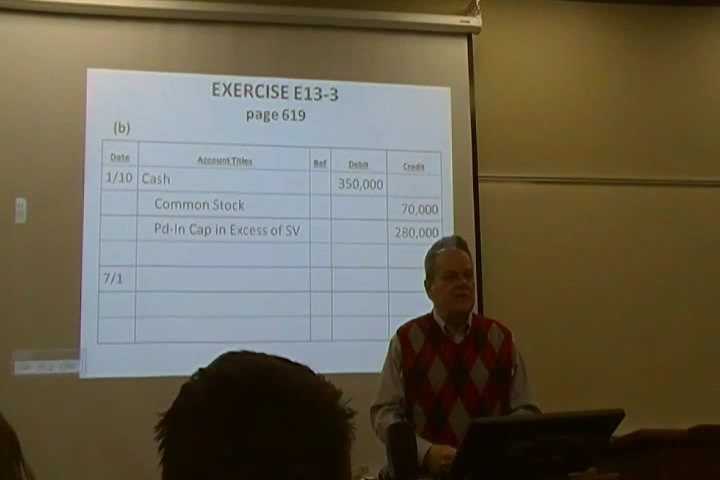 EXERCISE E13-3
page 619
(b)
Date Account Titles Ref Debit Credit
1/10 Cash 350,000
Common Stock 70,000
Pd-In Cap in Excess of SV 280,000
7/1